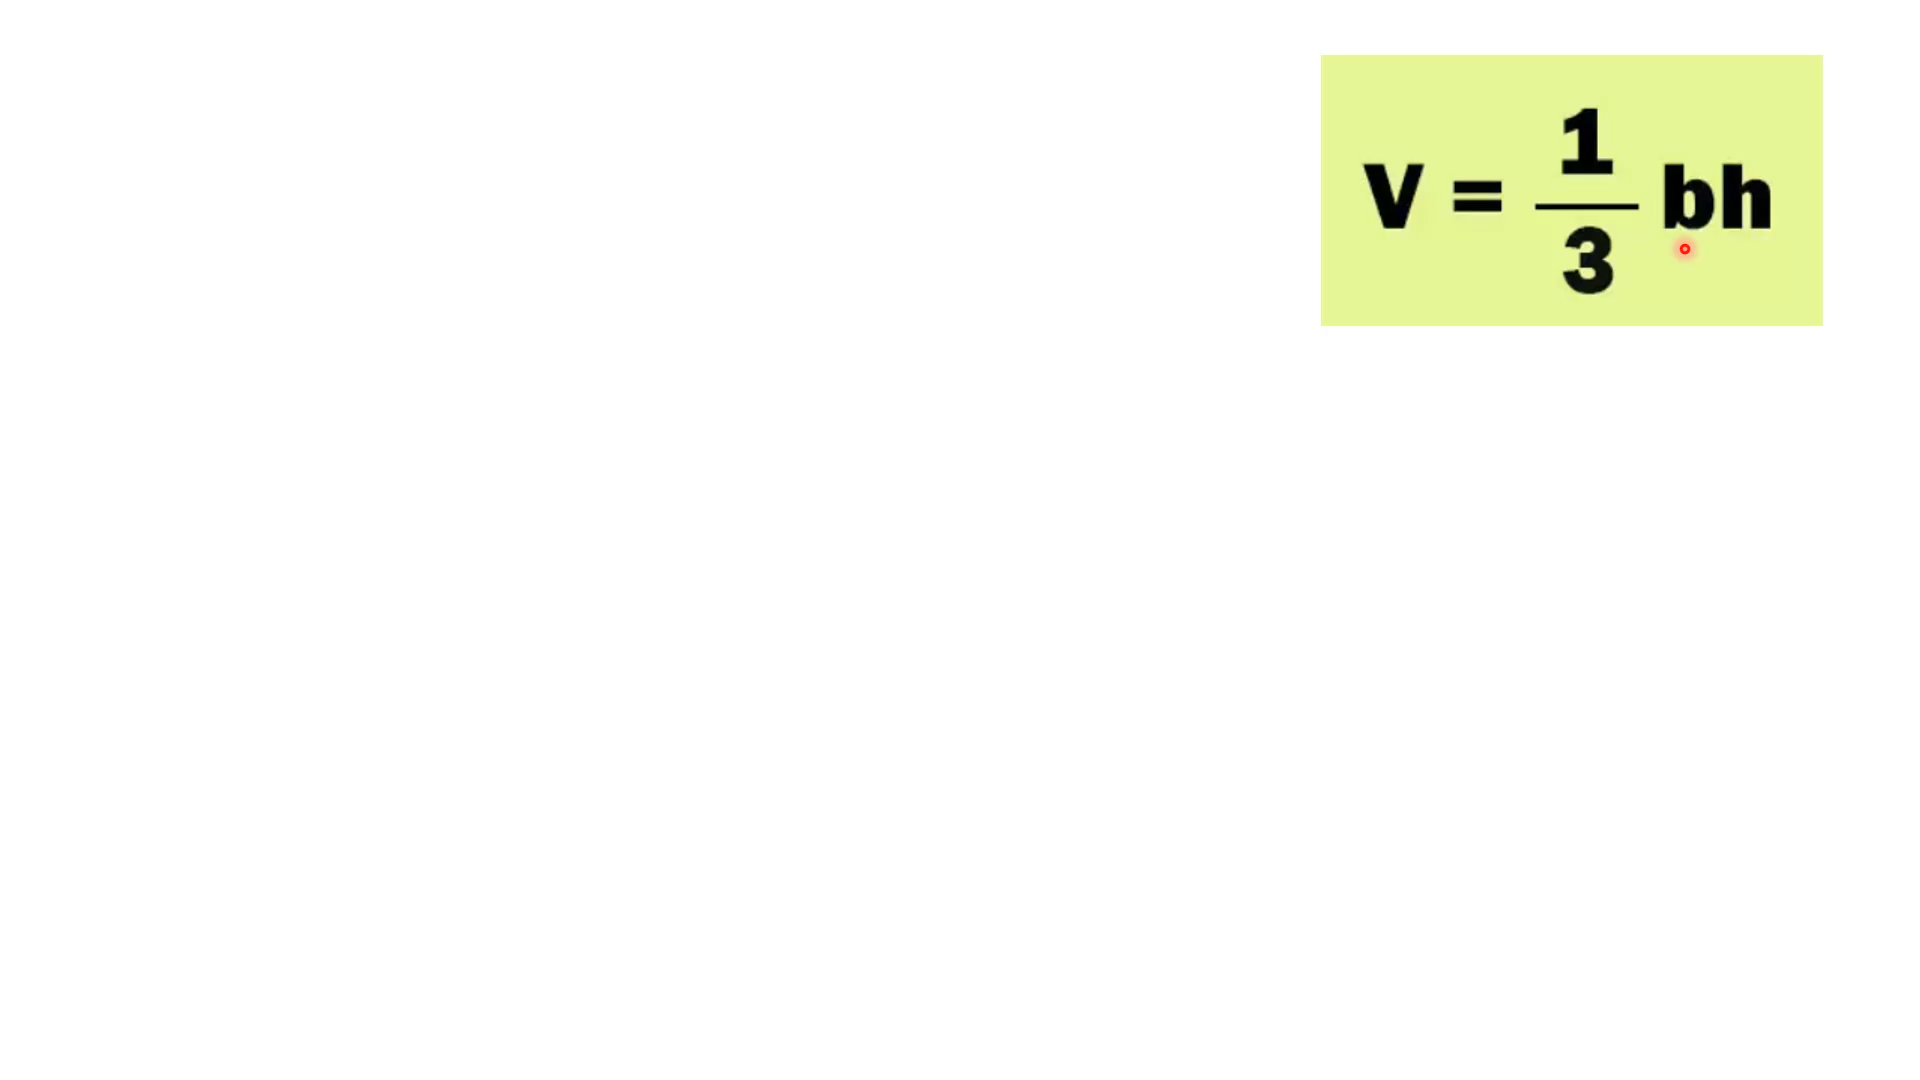 V = 1/3 bh